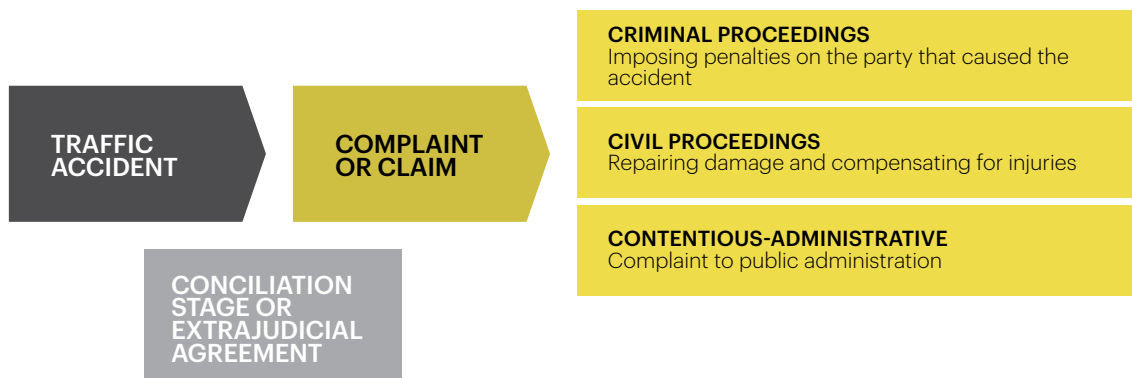 TRAFFIC
ACCIDENT
COMPLAINT
OR CLAIM
CONCILIATION
STAGE OR
EXTRAJUDICIAL
AGREEMENT
CRIMINAL PROCEEDINGS
Imposing penalties on the party that caused the
accident
CIVIL PROCEEDINGS
Repairing damage and compensating for injuries
CONTENTIOUS-ADMINISTRATIVE
Complaint to public administration